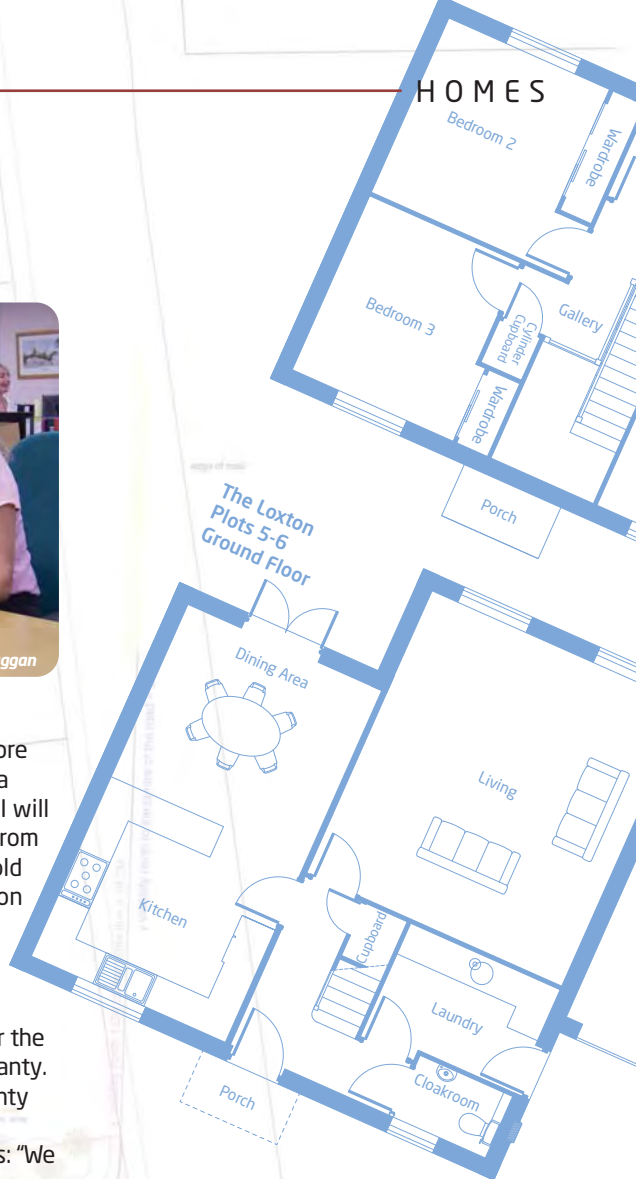 HOMES
Bedroom 2
Wardrobe
Bedroom 3
Cylinder
Cupboard
Gallery
Wardrobe
Porch
The Loxton
Plots 5-6
Ground Floor
Dining Area
Living
Kitchen
Cupboard
Laundry
Cloakroom
Porch
ggan
ore
a
l will
rom
old
on
r the
anty.
nty
s: “We